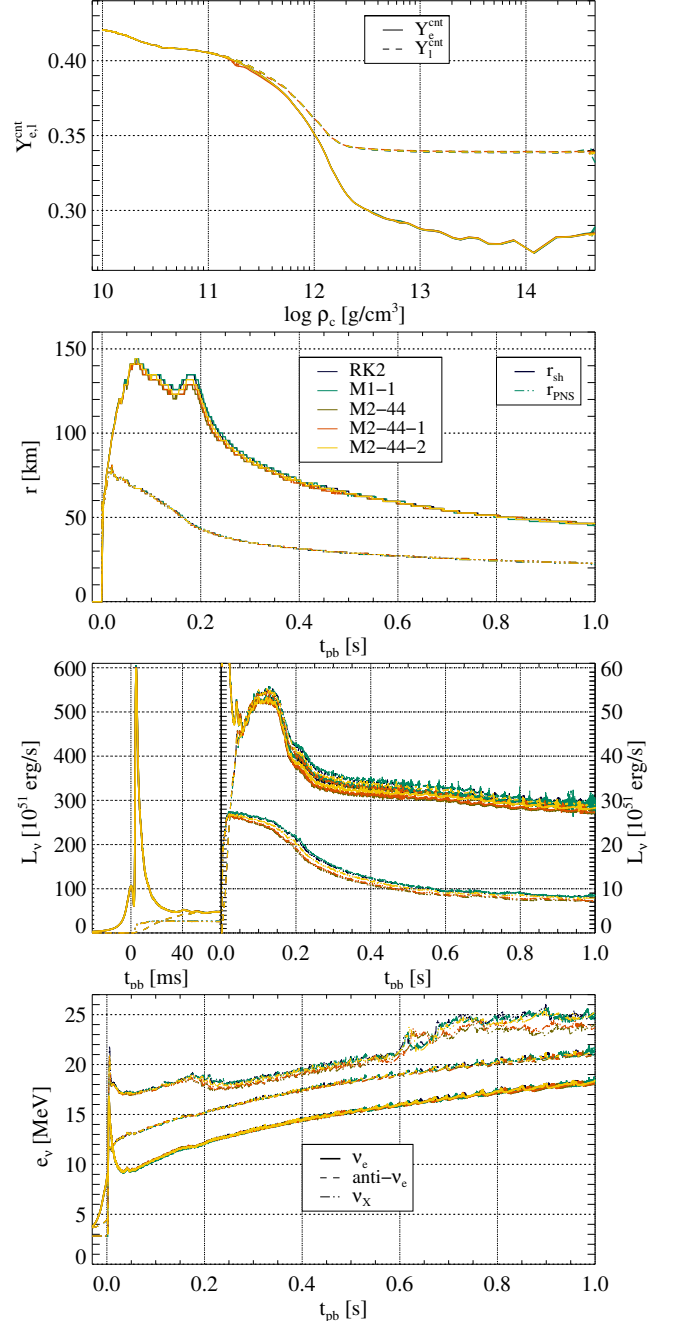 Y_e^cnt
Y_l^cnt
0.40
0.35
0.30
Y_e,l^cnt
10 11 12 13 14
log ρ_c [g/cm^3]
150
100
50
0
r [km]
RK2
M1−1
M2−44
M2−44−1
M2−44−2
r_sh
r_PNS
0.0 0.2 0.4 0.6 0.8 1.0
t_pb [s]
600 60
500 50
400 40
300 30
200 20
100 10
0 0
L_ν [10^51 erg/s]
L_ν [10^51 erg/s]
0 40 0.0 0.2 0.4 0.6 0.8 1.0
t_pb [ms] t_pb [s]
25
20
15
10
5
0
e_ν [MeV]
ν_e
anti−ν_e
ν_X
0.0 0.2 0.4 0.6 0.8 1.0
t_pb [s]